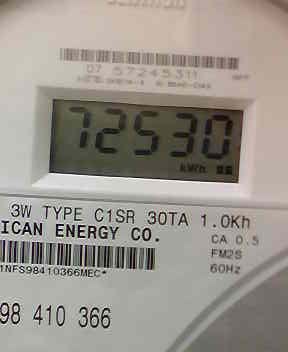 07 57245311
72530
kWh
3W TYPE C1SR 30TA 1.0Kh
ICAN ENERGY CO.
CA 0.5
FM2S
60Hz
1NFS98410366MEC*
98 410 366